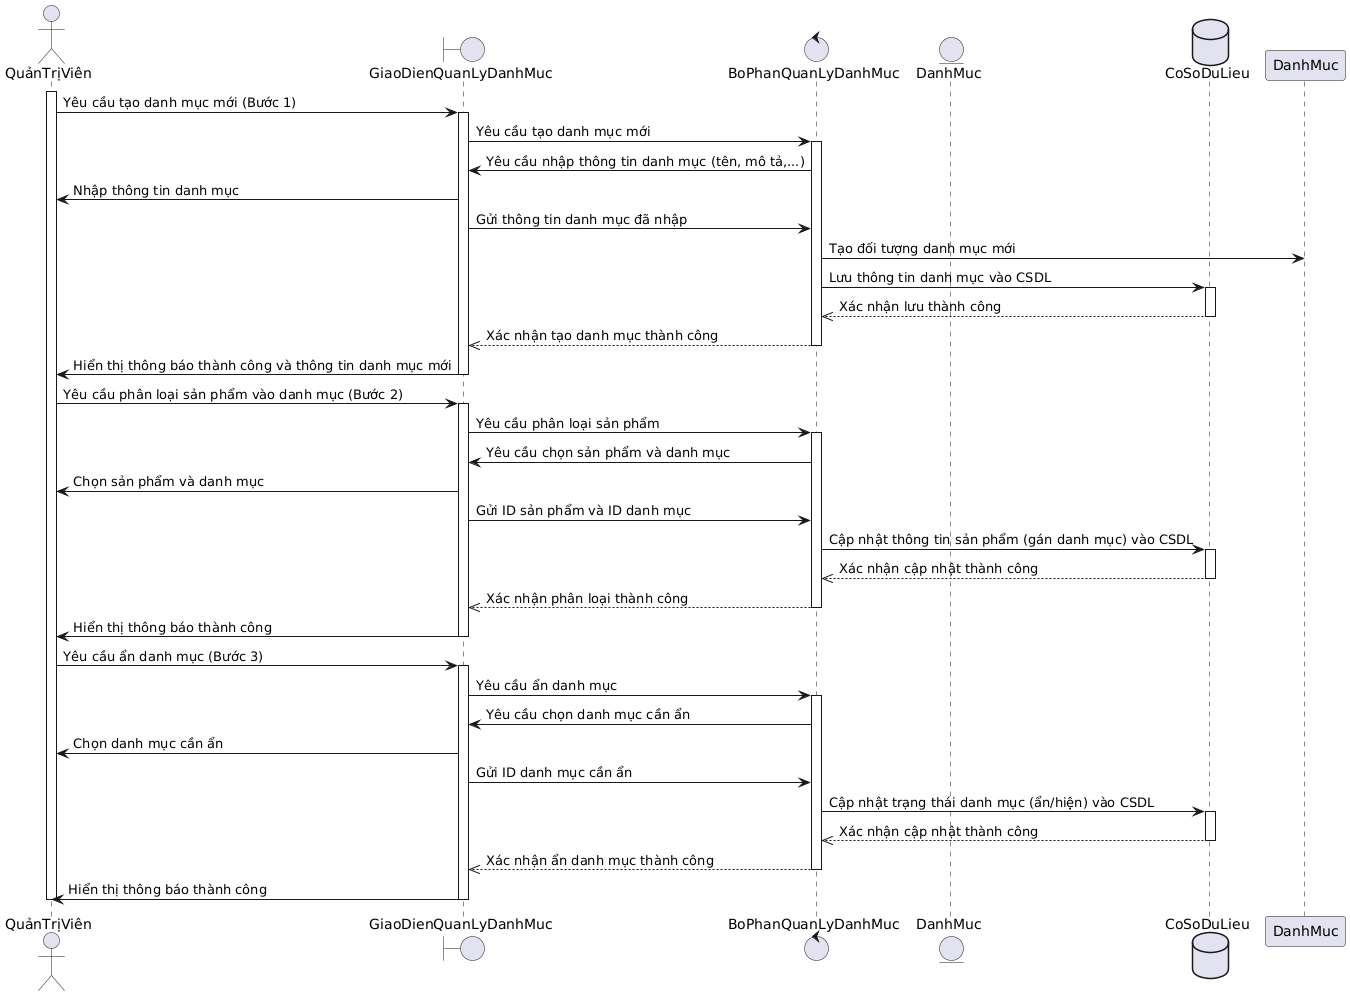 QuảnTrịViên
GiaoDienQuanLyDanhMuc
BoPhanQuanLyDanhMuc
DanhMuc
CoSoDuLieu
DanhMuc
Yêu cầu tạo danh mục mới (Bước 1)
Yêu cầu tạo danh mục mới
Yêu cầu nhập thông tin danh mục (tên, mô tả,...)
Nhập thông tin danh mục
Gửi thông tin danh mục đã nhập
Tạo đối tượng danh mục mới
Lưu thông tin danh mục vào CSDL
Xác nhận lưu thành công
Xác nhận tạo danh mục thành công
Hiển thị thông báo thành công và thông tin danh mục mới
Yêu cầu phân loại sản phẩm vào danh mục (Bước 2)
Yêu cầu phân loại sản phẩm
Yêu cầu chọn sản phẩm và danh mục
Chọn sản phẩm và danh mục
Gửi ID sản phẩm và ID danh mục
Cập nhật thông tin sản phẩm (gán danh mục) vào CSDL
Xác nhận cập nhật thành công
Xác nhận phân loại thành công
Hiển thị thông báo thành công
Yêu cầu ẩn danh mục (Bước 3)
Yêu cầu ẩn danh mục
Yêu cầu chọn danh mục cần ẩn
Chọn danh mục cần ẩn
Gửi ID danh mục cần ẩn
Cập nhật trạng thái danh mục (ẩn/hiện) vào CSDL
Xác nhận cập nhật thành công
Xác nhận ẩn danh mục thành công
Hiển thị thông báo thành công
QuảnTrịViên
GiaoDienQuanLyDanhMuc
BoPhanQuanLyDanhMuc
DanhMuc
CoSoDuLieu
DanhMuc